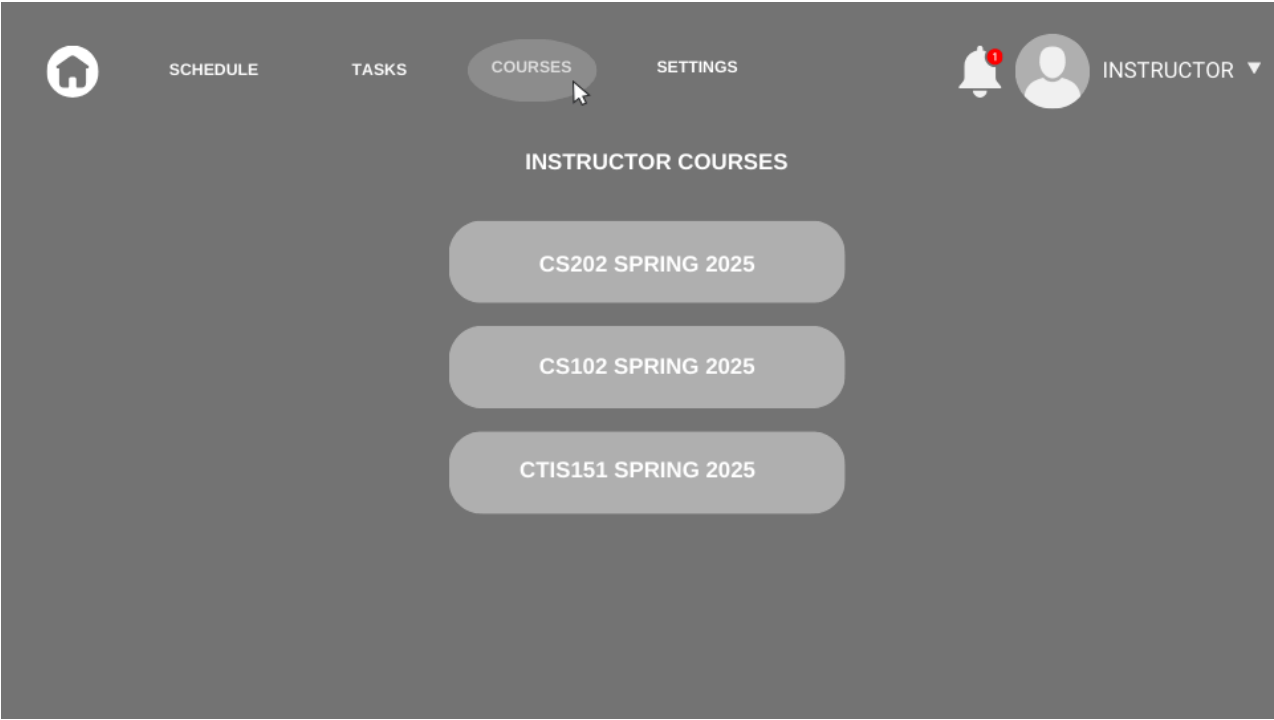 SCHEDULE TASKS COURSES SETTINGS 1 INSTRUCTOR
INSTRUCTOR COURSES
CS202 SPRING 2025
CS102 SPRING 2025
CTIS151 SPRING 2025